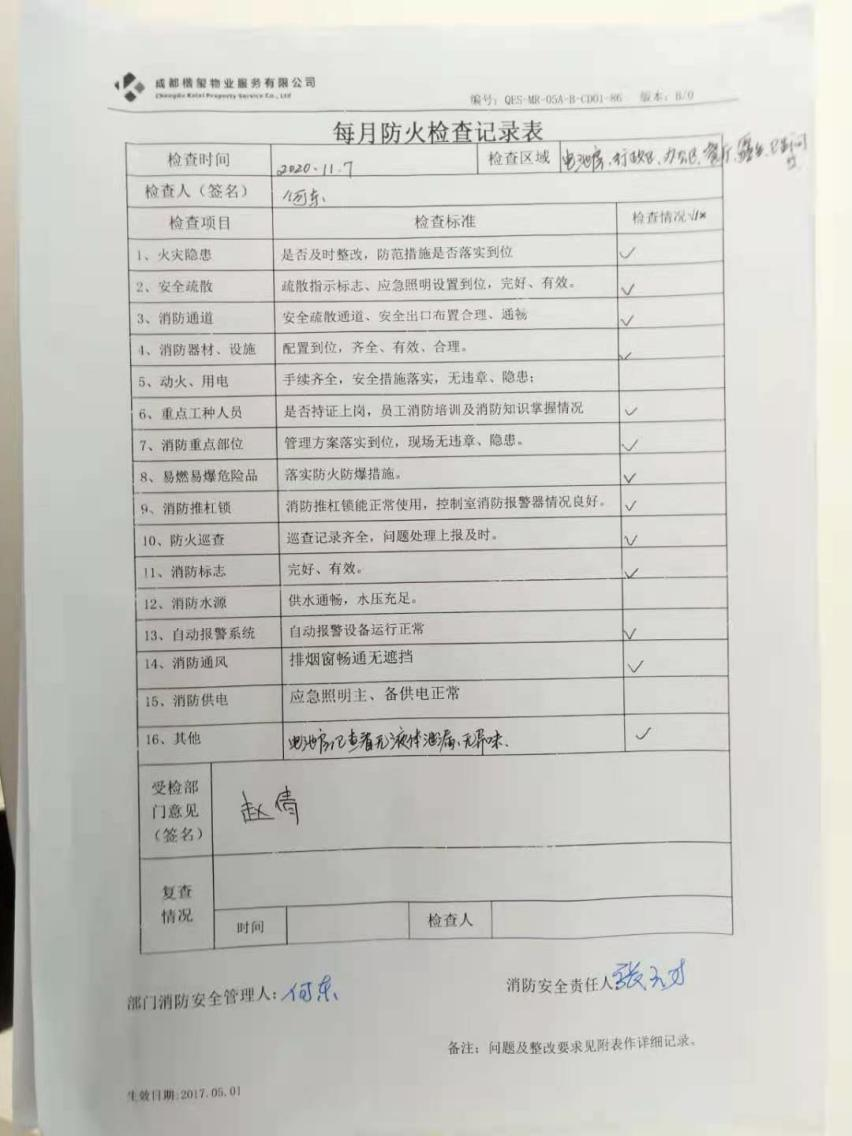 成都楷玺物业服务有限公司
Chengdu Kaixi Property Service Co., Ltd
编号：QES-MR-05A-B-CD01-86 版本：B/0
每月防火检查记录表
检查时间 2020.11.7 检查区域 电池房、行政区、办公区、餐厅、
检查人（签名） 何东
检查项目 检查标准 检查情况√/×
1、火灾隐患 是否及时整改，防范措施是否落实到位 √
2、安全疏散 疏散指示标志、应急照明设置到位，完好、有效。 √
3、消防通道 安全疏散通道、安全出口布置合理、通畅 √
4、消防器材、设施 配置到位，齐全、有效、合理。 √
5、动火、用电 手续齐全，安全措施落实，无违章、隐患；
6、重点工种人员 是否持证上岗，员工消防培训及消防知识掌握情况 √
7、消防重点部位 管理方案落实到位，现场无违章、隐患。 √
8、易燃易爆危险品 落实防火防爆措施。 √
9、消防推杠锁 消防推杠锁能正常使用，控制室消防报警器情况良好。 √
10、防火巡查 巡查记录齐全，问题处理上报及时。 √
11、消防标志 完好、有效。 √
12、消防水源 供水通畅，水压充足。
13、自动报警系统 自动报警设备运行正常 √
14、消防通风 排烟窗畅通无遮挡 √
15、消防供电 应急照明主、备供电正常
16、其他 电池房已查看无液体泄漏、无异味. √
受检部
门意见
（签名）
赵倩
复查
情况
时间 检查人
部门消防安全管理人：何东 消防安全责任人
备注：问题及整改要求见附表作详细记录。
生效日期:2017.05.01